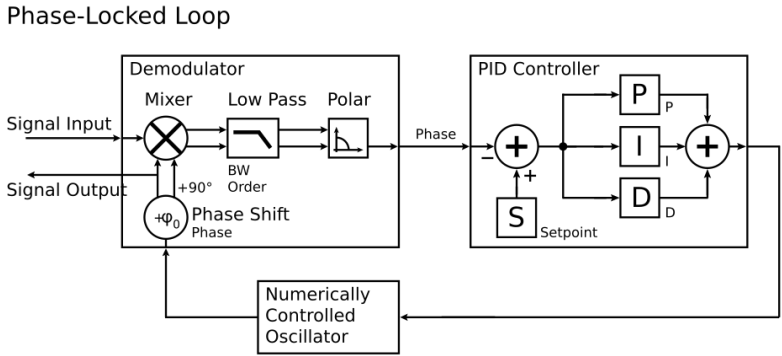 Phase-Locked Loop
Demodulator
PID Controller
Mixer
Low Pass
Polar
P
P
Signal Input
Phase
−
+
I
I
+
BW
Order
+
Signal Output
+90°
S
Setpoint
D
D
+φ0
Phase Shift
Phase
Numerically
Controlled
Oscillator